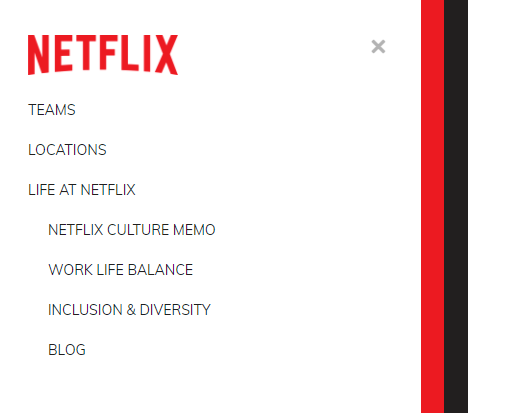 NETFLIX
TEAMS
LOCATIONS
LIFE AT NETFLIX
NETFLIX CULTURE MEMO
WORK LIFE BALANCE
INCLUSION & DIVERSITY
BLOG